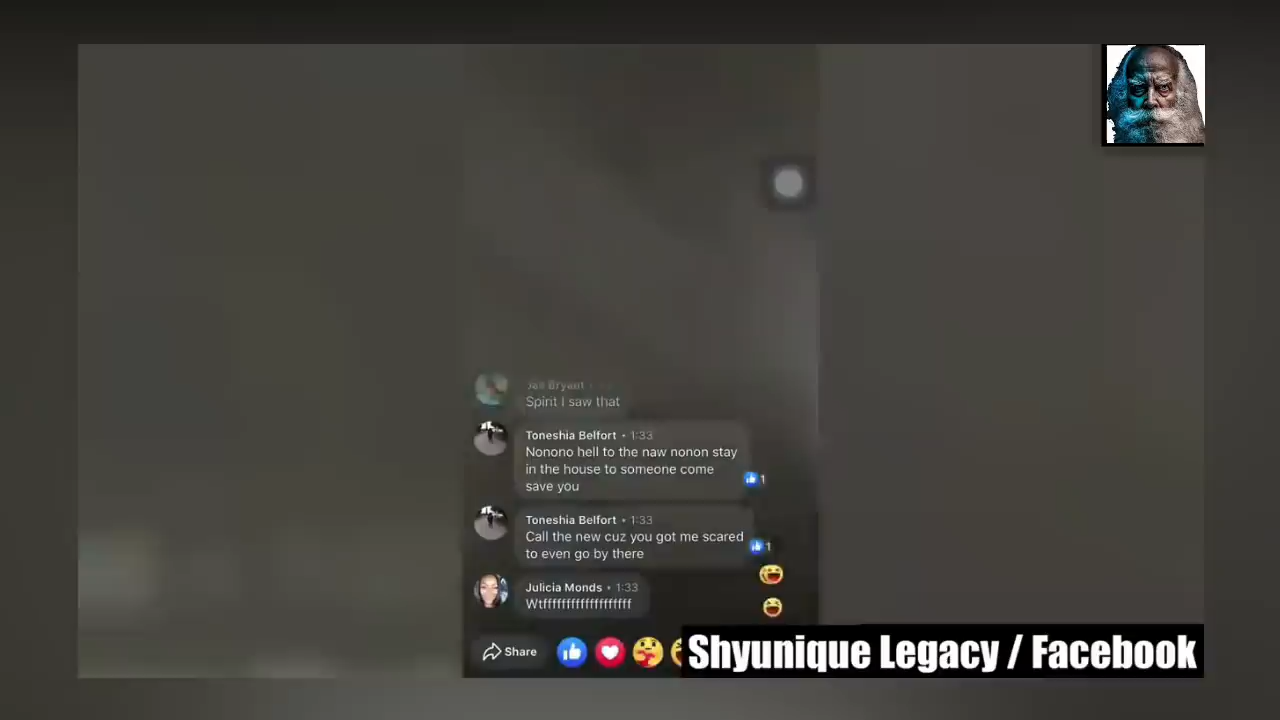 Bryant
Spirit I saw that
Toneshia Belfort • 1:33
Nonono hell to the naw nonon stay
in the house to someone come
save you
1
Toneshia Belfort • 1:33
Call the new cuz you got me scared
to even go by there
1
Julicia Monds • 1:33
Wtfffffffffffffffffff
Share
Shyunique Legacy / Facebook